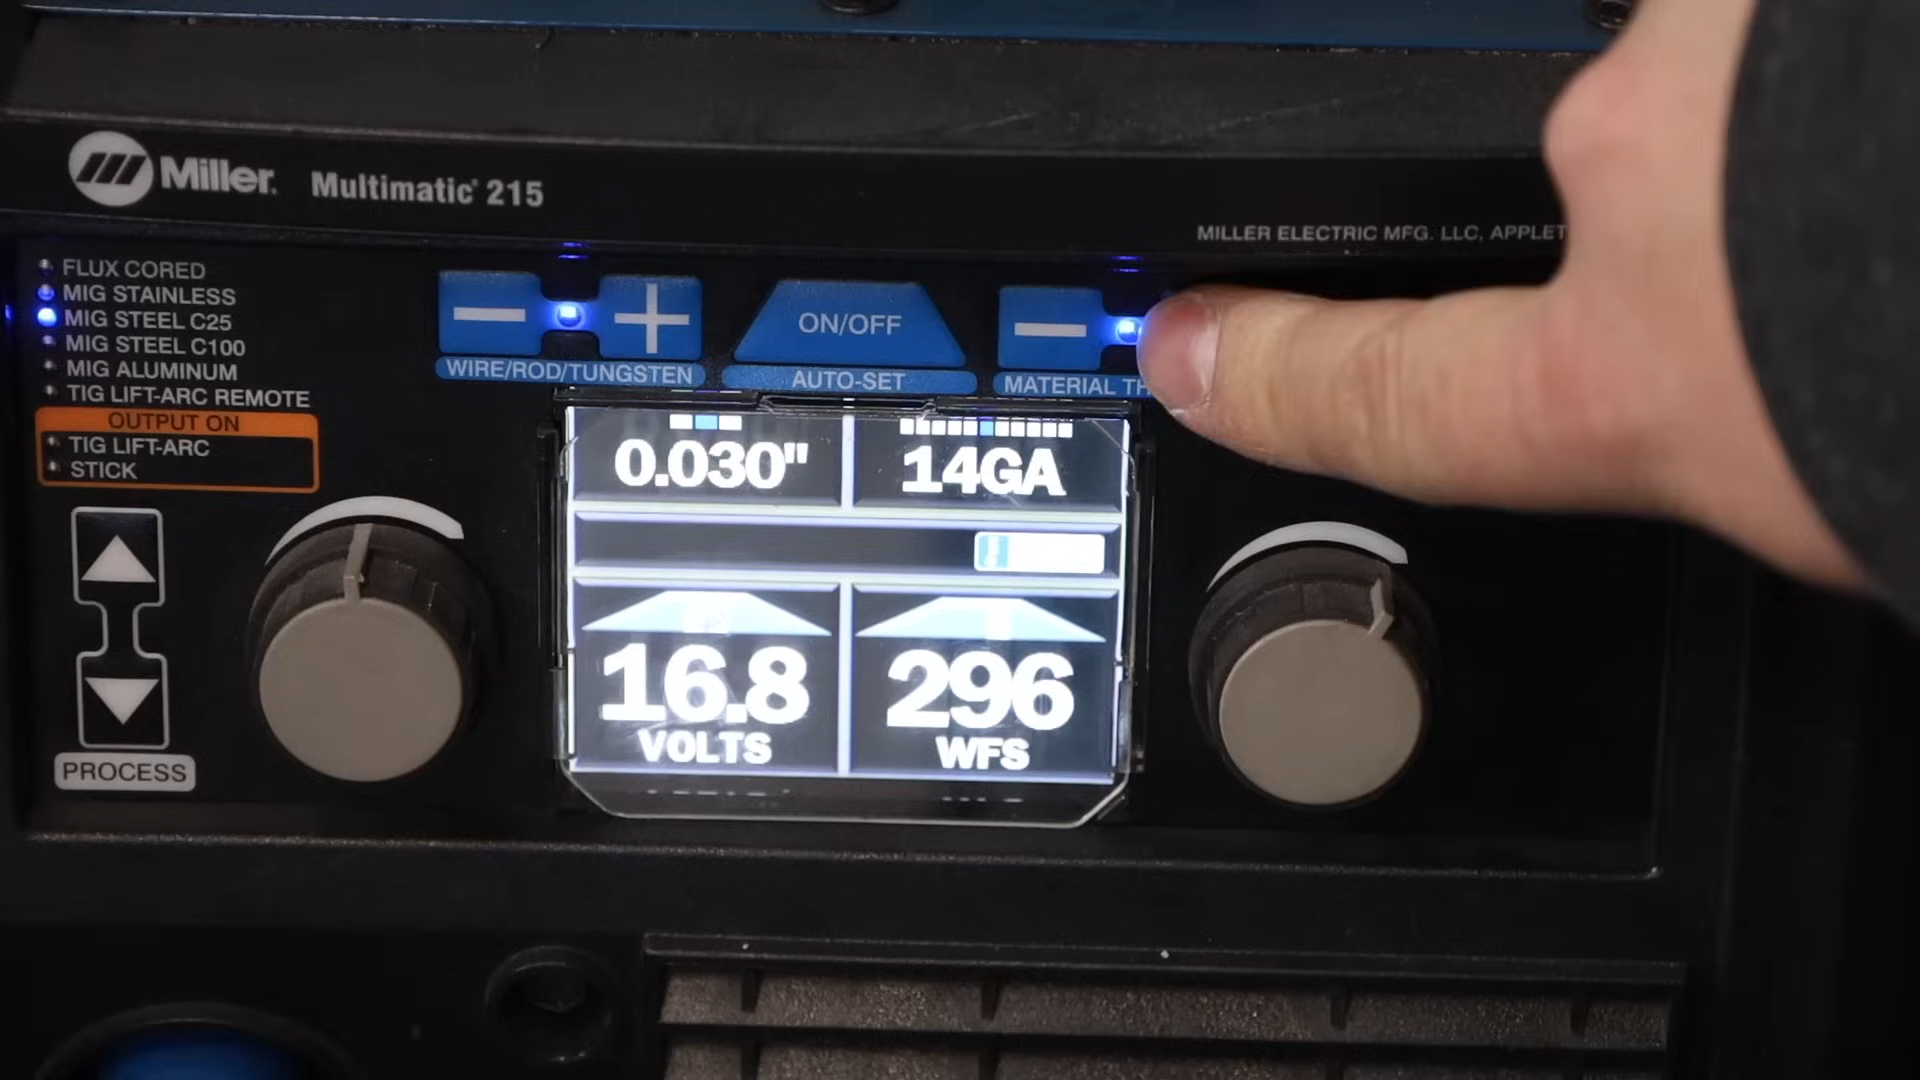 Miller. Multimatic® 215
MILLER ELECTRIC MFG. LLC,
FLUX CORED
MIG STAINLESS
MIG STEEL C25
MIG STEEL C100
MIG ALUMINUM
TIG LIFT-ARC REMOTE
OUTPUT ON
TIG LIFT-ARC
STICK
PROCESS
WIRE/ROD/TUNGSTEN
ON/OFF
AUTO-SET
MATERIAL
0.030"
14GA
16.8
VOLTS
296
WFS